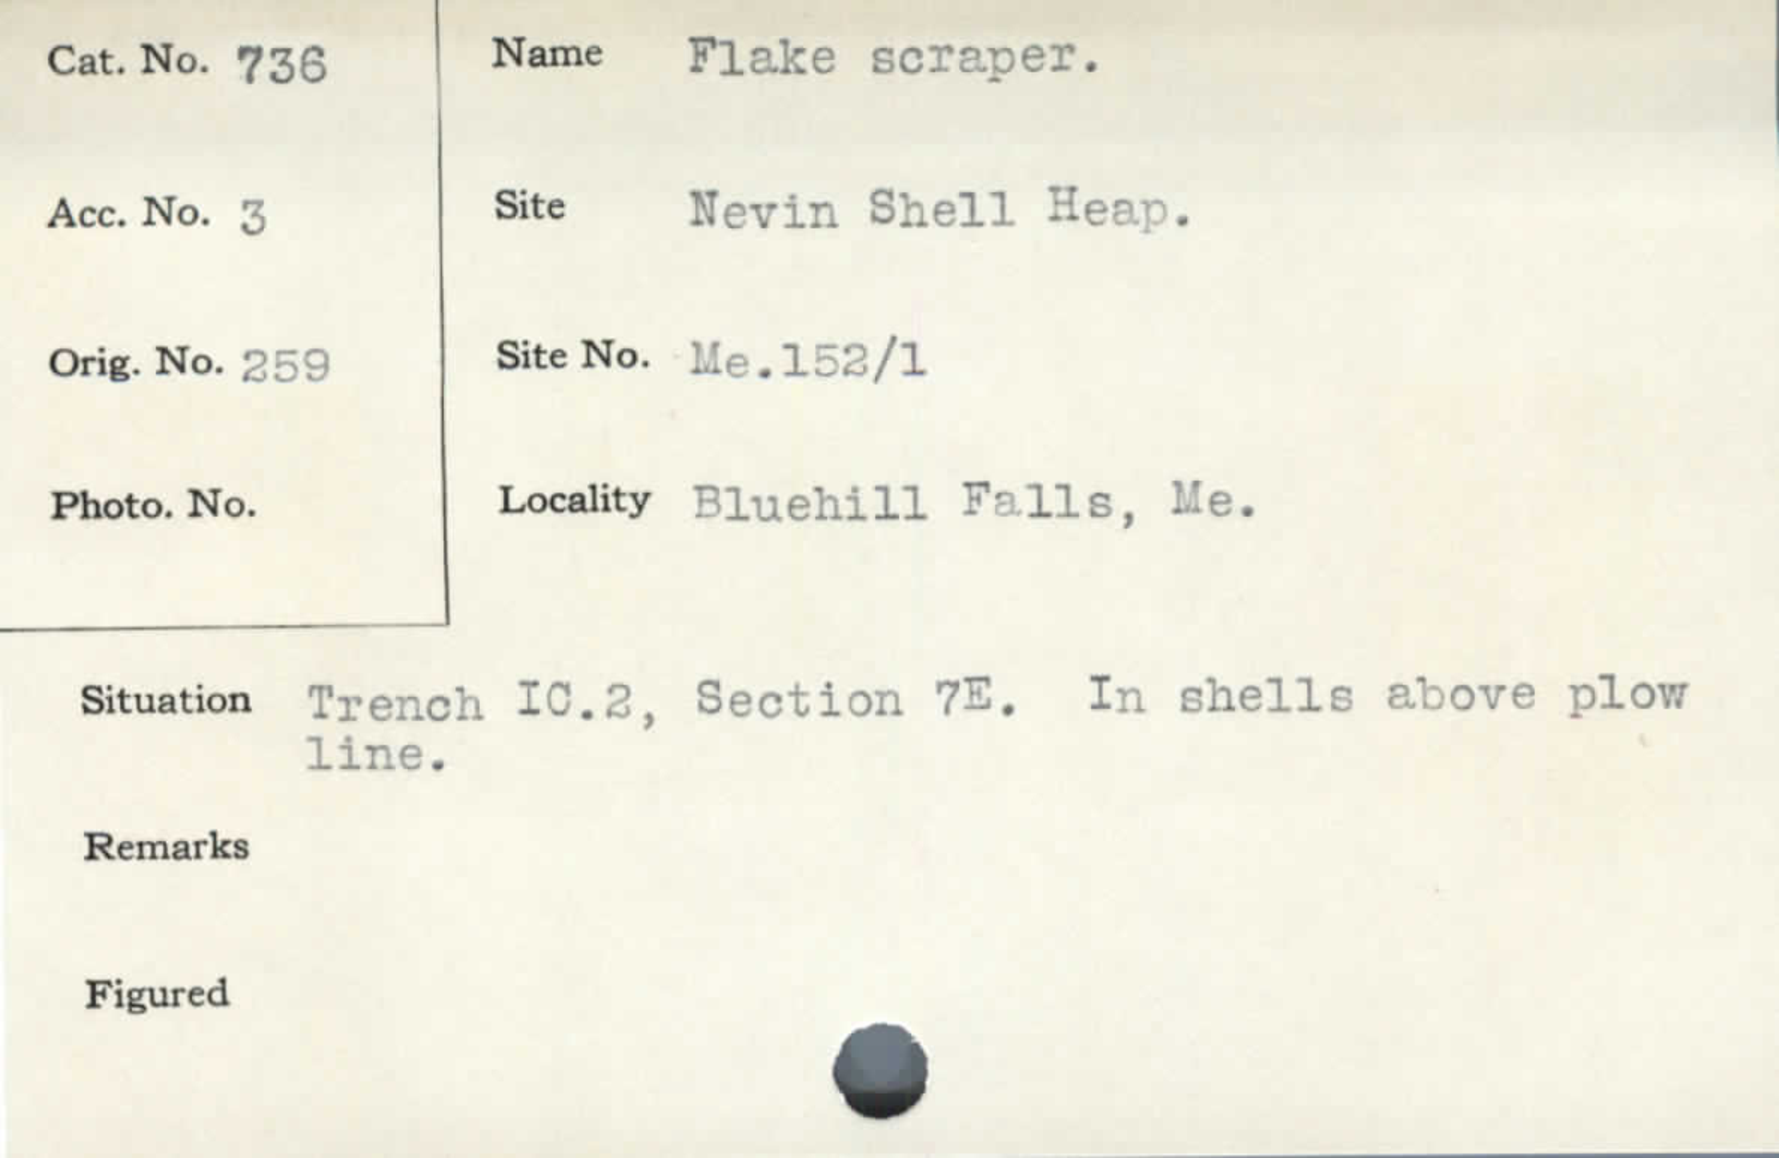 Cat. No. 736
Name Flake scraper.
Acc. No. 3
Site Nevin Shell Heap.
Orig. No. 259
Site No. Me.152/1
Photo. No.
Locality Bluehill Falls, Me.
Situation Trench IC.2, Section 7E. In shells above plow
line.
Remarks
Figured